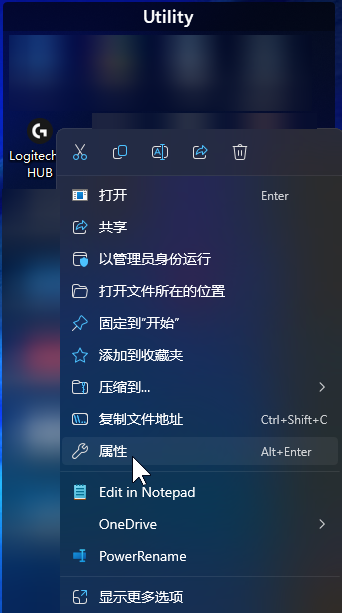 Utility
Logitech
HUB
打开 Enter
共享
以管理员身份运行
打开文件所在的位置
固定到"开始"
添加到收藏夹
压缩到...
复制文件地址 Ctrl+Shift+C
属性 Alt+Enter
Edit in Notepad
OneDrive
PowerRename
显示更多选项